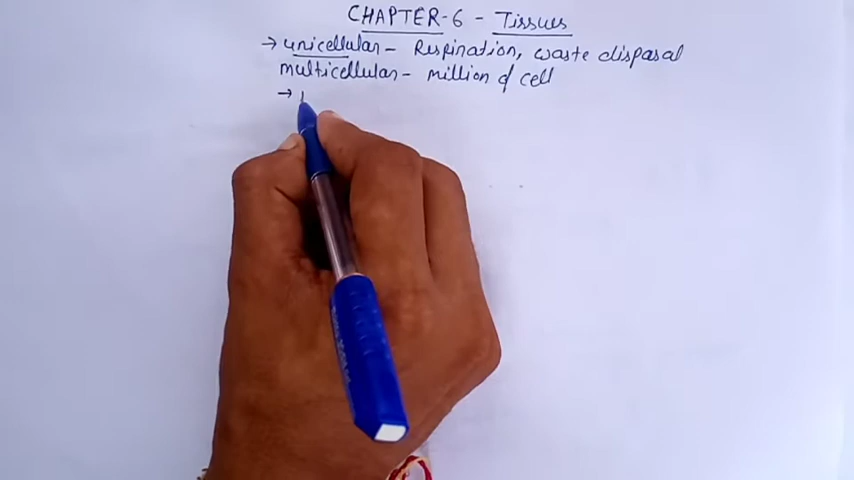 CHAPTER-6 - Tissues
→ unicellular - Respiration, waste disposal
multicellular - million of cell
→